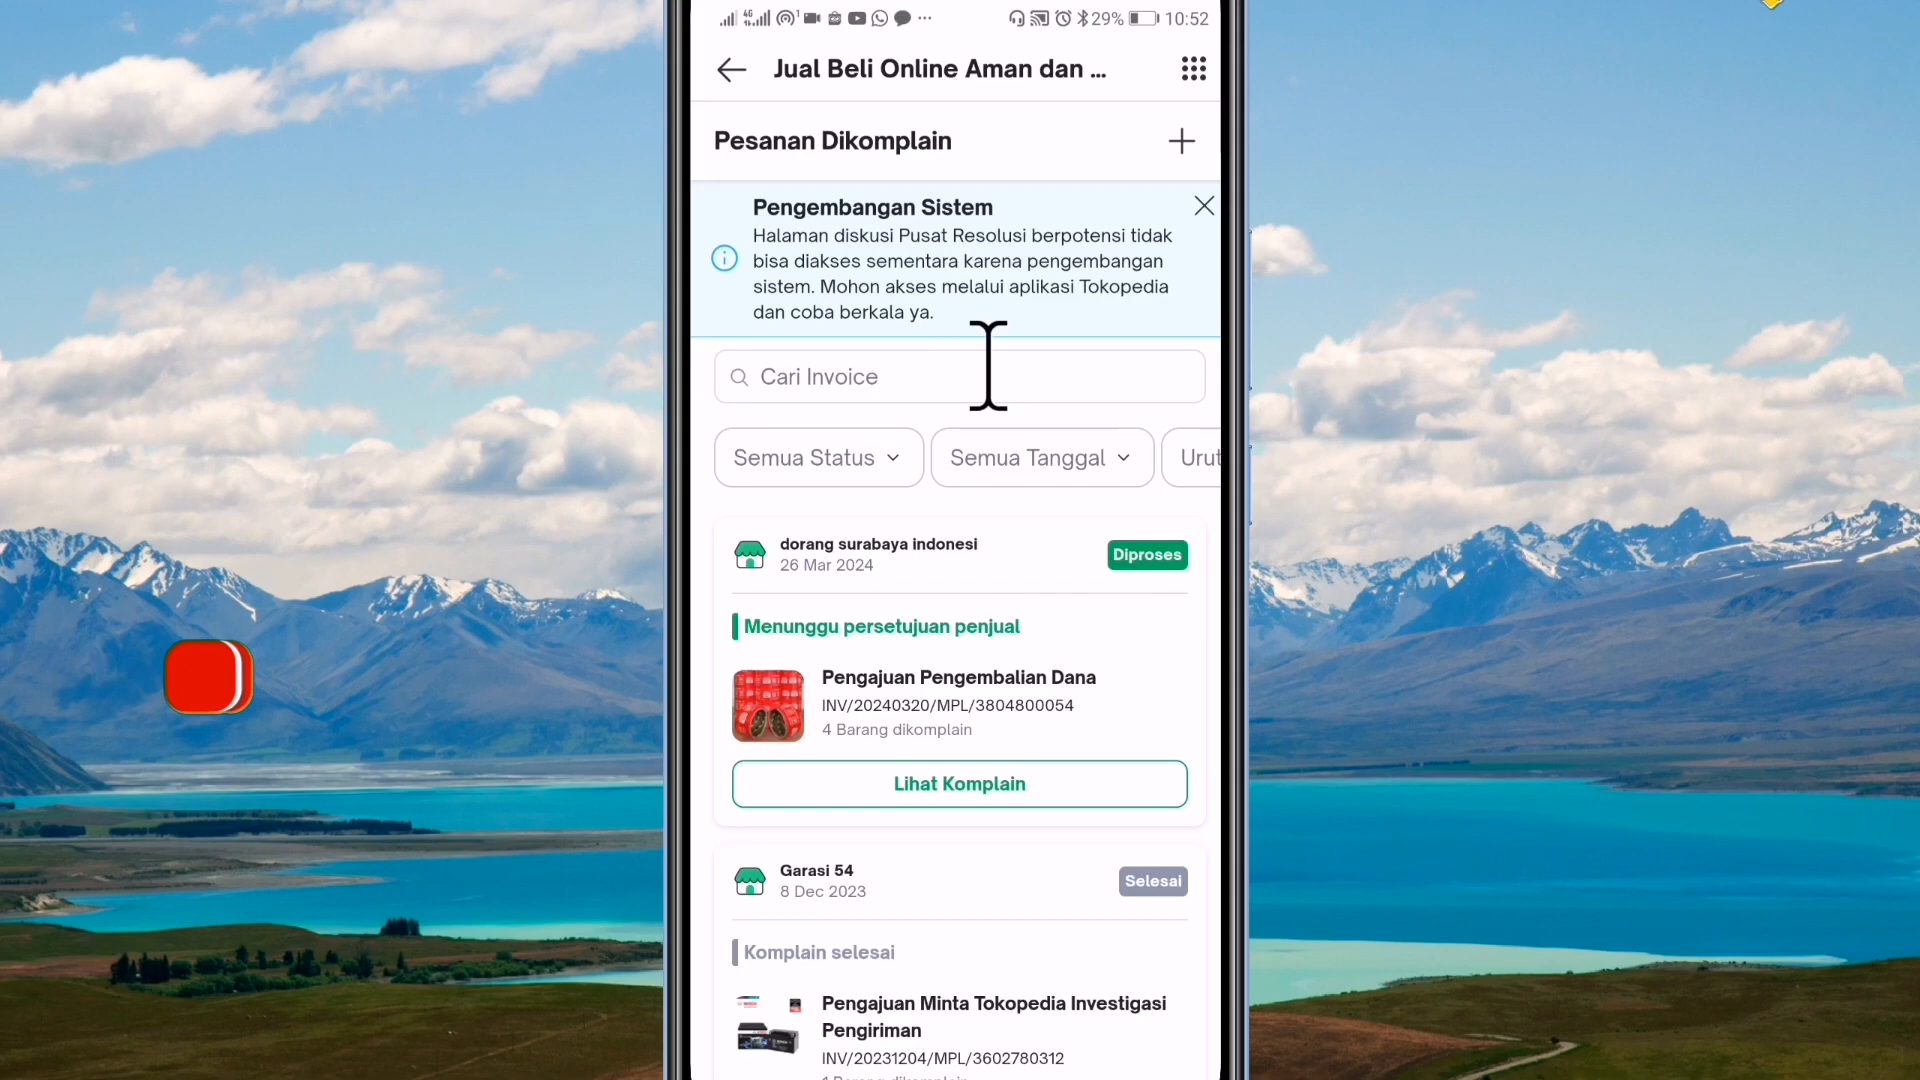 4G 1 29% 10:52
Jual Beli Online Aman dan ...
Pesanan Dikomplain
Pengembangan Sistem
Halaman diskusi Pusat Resolusi berpotensi tidak
bisa diakses sementara karena pengembangan
sistem. Mohon akses melalui aplikasi Tokopedia
dan coba berkala ya.
Cari Invoice
Semua Status Semua Tanggal Urut
dorang surabaya indonesi
26 Mar 2024
Diproses
Menunggu persetujuan penjual
Pengajuan Pengembalian Dana
INV/20240320/MPL/3804800054
4 Barang dikomplain
Lihat Komplain
Garasi 54
8 Dec 2023
Selesai
Komplain selesai
Pengajuan Minta Tokopedia Investigasi
Pengiriman
INV/20231204/MPL/3602780312